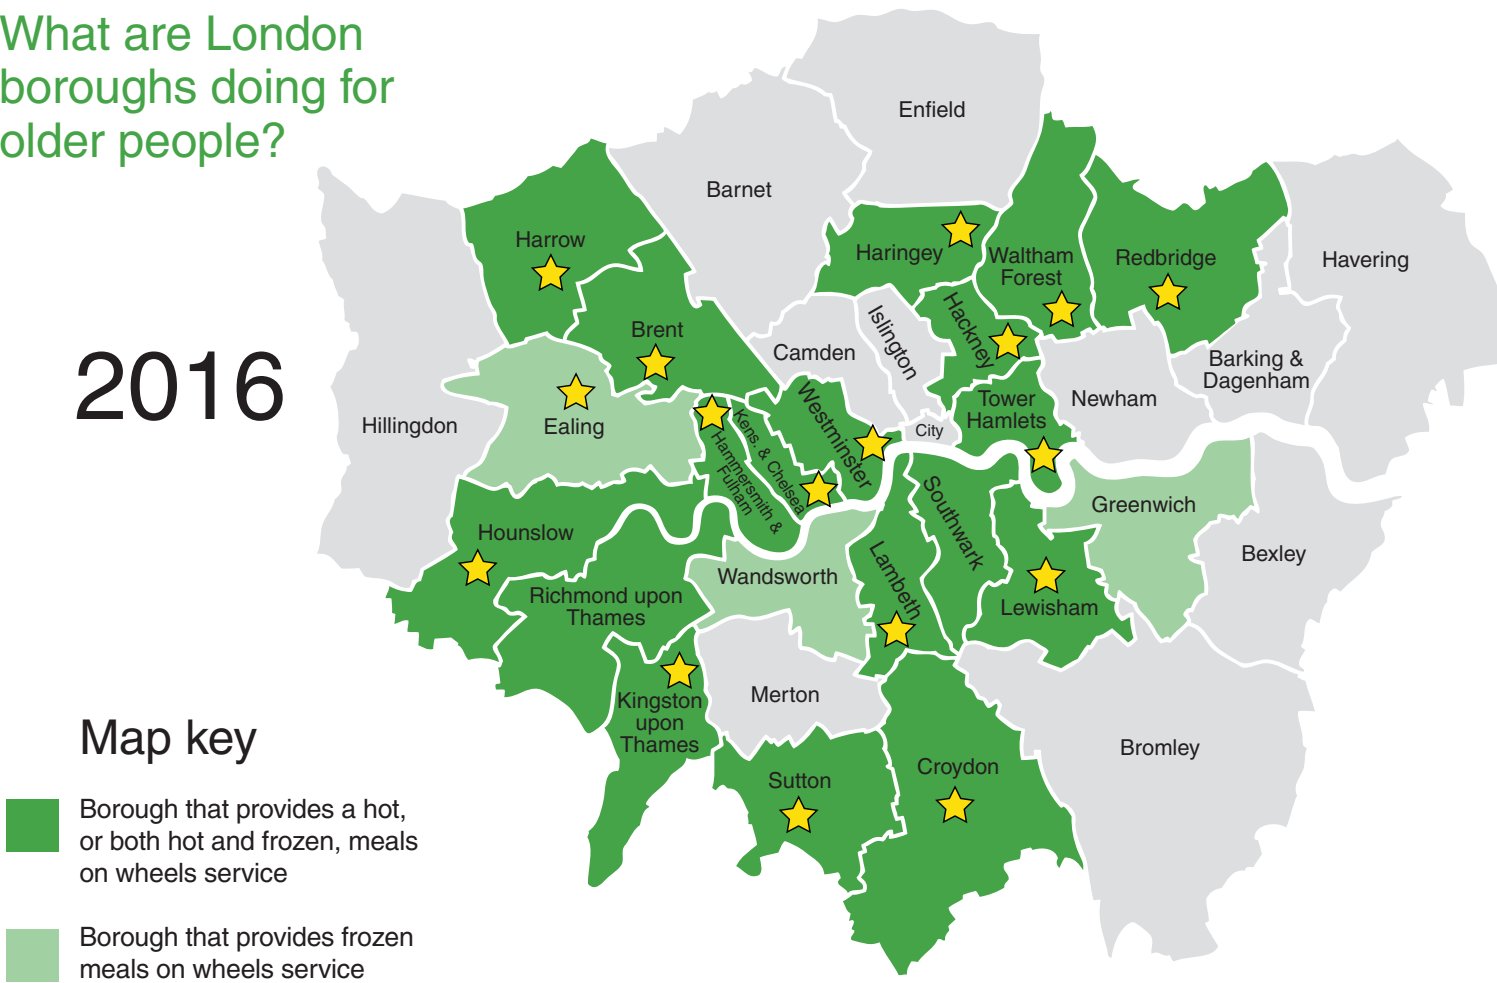 What are London
boroughs doing for
older people?
2016
Enfield
Barnet
Harrow
Haringey
Waltham
Forest
Redbridge
Havering
Brent
Hackney
Islington
Camden
Barking &
Dagenham
Newham
Tower
Hamlets
Hillingdon
Ealing
Westminster
City
Kens. & Chelsea
Hammersmith &
Fulham
Southwark
Greenwich
Hounslow
Bexley
Wandsworth
Lambeth
Richmond upon
Thames
Lewisham
Merton
Kingston
upon
Thames
Bromley
Sutton
Croydon
Map key
Borough that provides a hot,
or both hot and frozen, meals
on wheels service
Borough that provides frozen
meals on wheels service